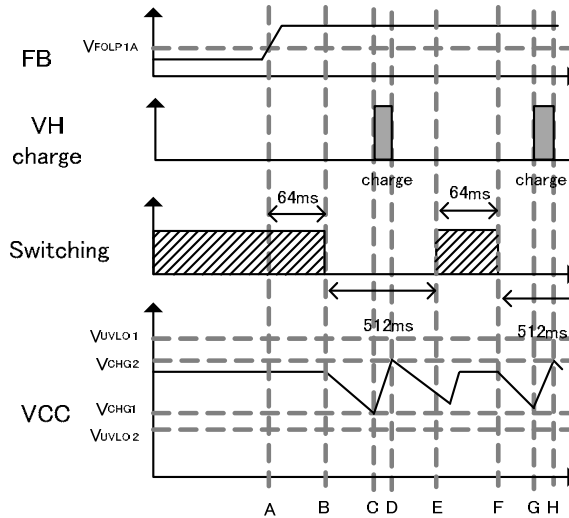 VFOLP1A
FB
VH
charge
charge
charge
64ms
64ms
Switching
512ms
512ms
VUVLO1
VCHG2
VCHG1
VUVLO2
VCC
A B C D E F G H